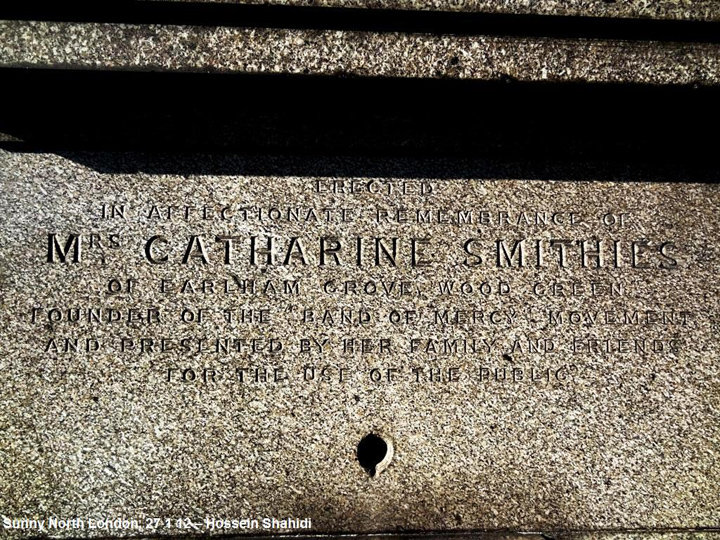 ERECTED
IN AFFECTIONATE REMEMBRANCE OF
MRS CATHARINE SMITHIES
OF EARLHAM GROVE, WOOD GREEN
FOUNDER OF THE "BAND OF MERCY" MOVEMENT
AND PRESENTED BY HER FAMILY AND FRIENDS
FOR THE USE OF THE PUBLIC
Sunny North London, 27 1 12 – Hossein Shahidi